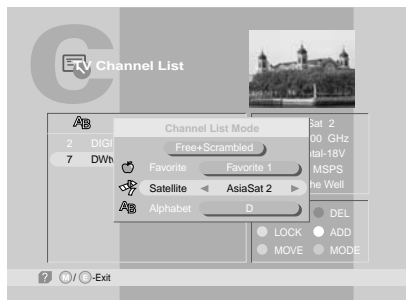 TV Channel List
AB
2 DIGI
7 DWtv
Channel List Mode
Free+Scrambled
Favorite Favorite 1
Satellite AsiaSat 2
AB Alphabet D
Sat 2
00 GHz
tal-18V
MSPS
he Well
DEL
LOCK ADD
MOVE MODE
? M / E -Exit